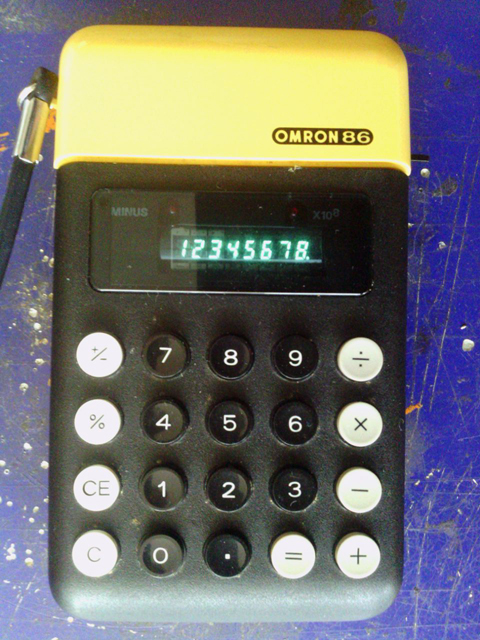 OMRON 86
MINUS X10⁸
12345678.
+/- 7 8 9 ÷
% 4 5 6 ×
CE 1 2 3 −
C 0 . = +